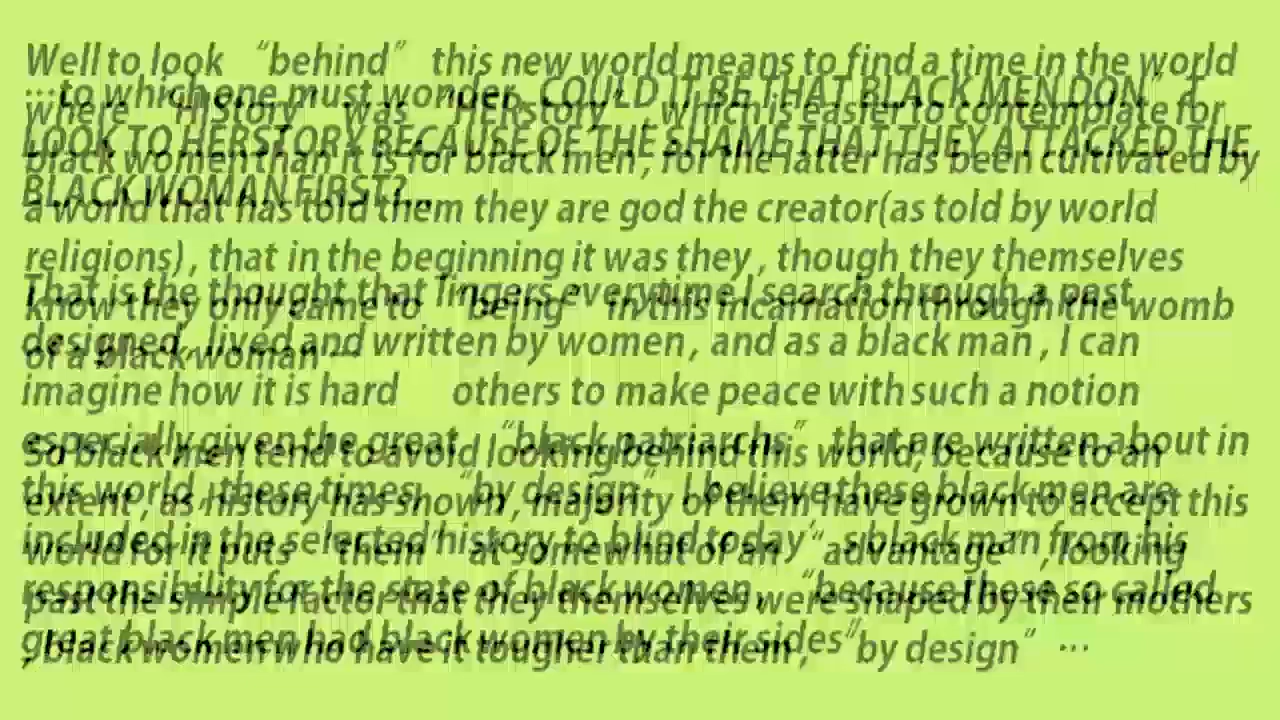 Well to look “behind” this new world means to find a time in the world
where “HIStory” was “HERstory” , which is easier to contemplate for
black women than it is for black men , for the latter has been cultivated by
a world that has told them they are god the creator(as told by world
religions) , that in the beginning it was they , though they themselves
know they only came to “being” in this incarnation through the womb
of a black woman —
So black men tend to avoid looking behind this world, because to an
extent , as history has shown , majority of them have grown to accept this
world for it puts “them” at somewhat of an “advantage” , looking
past the simple factor that they themselves were shaped by their mothers
, black women who have it tougher than them , “by design” …
…to which one must wonder, COULD IT BE THAT BLACK MEN DON’T
LOOK TO HERSTORY BECAUSE OF THE SHAME THAT THEY ATTACKED THE
BLACK WOMAN FIRST?...
That is the thought that lingers everytime I search through a past
designed , lived and written by women , and as a black man , I can
imagine how it is hard others to make peace with such a notion
especially given the great “black patriarchs” that are written about in
this world , these times “by design” I believe these black men are
included in the selected history to blind today“ s black man from his
responsibility for the state of black women, “because those so called
great black men had black women by their sides”